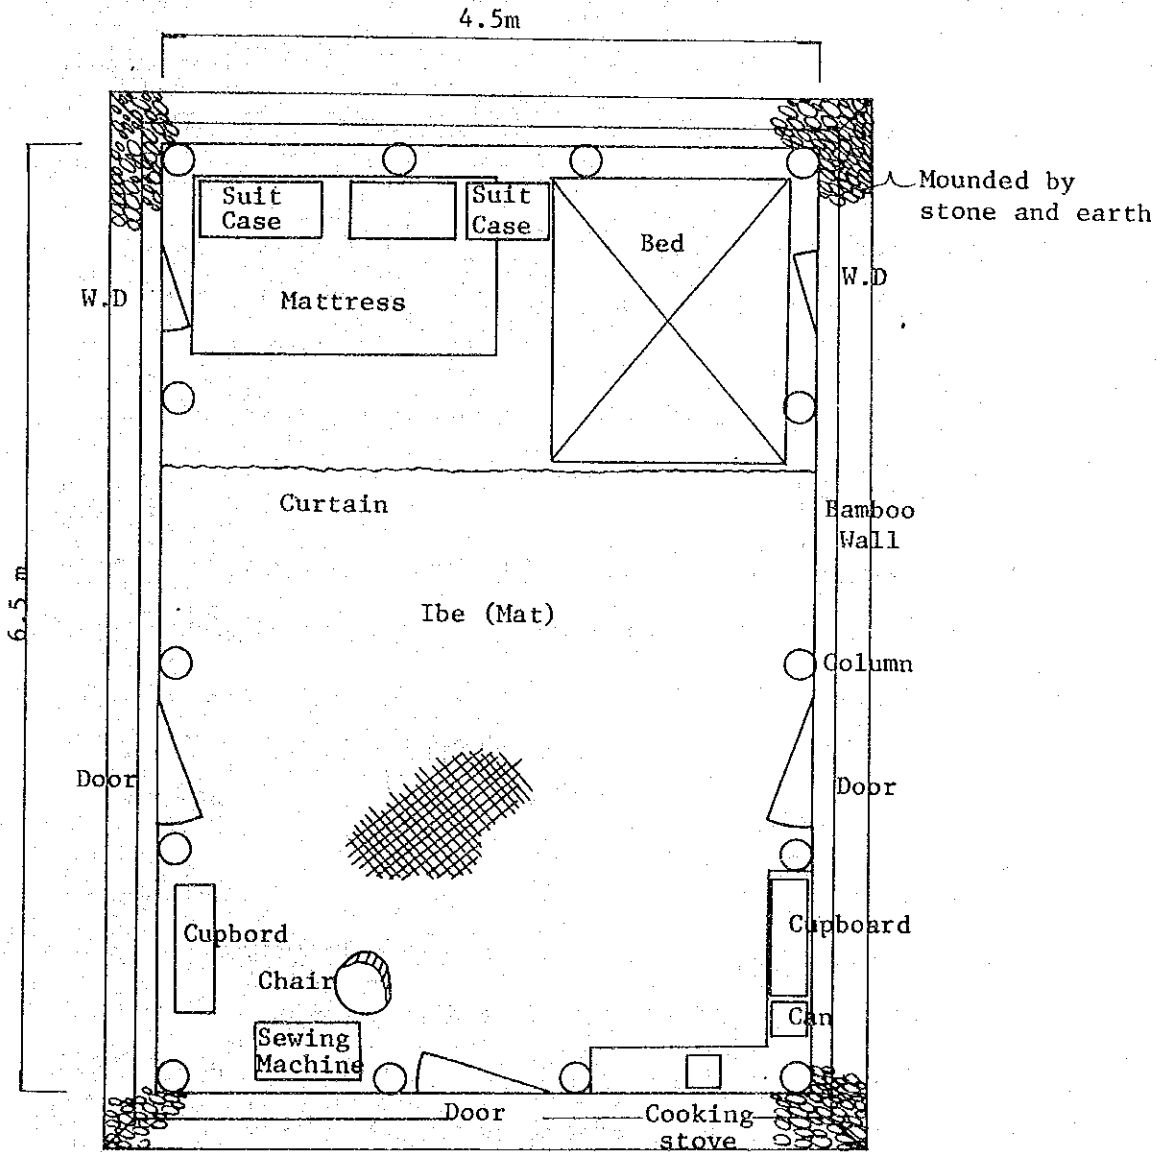 4.5m
Mounded by
stone and earth
Suit
Case
Suit
Case
Bed
W.D
W.D
Mattress
Curtain
Bamboo
Wall
6.5 m
Ibe (Mat)
Column
Door
Door
Cupbord
Cupboard
Chair
Can
Sewing
Machine
Door
Cooking
stove